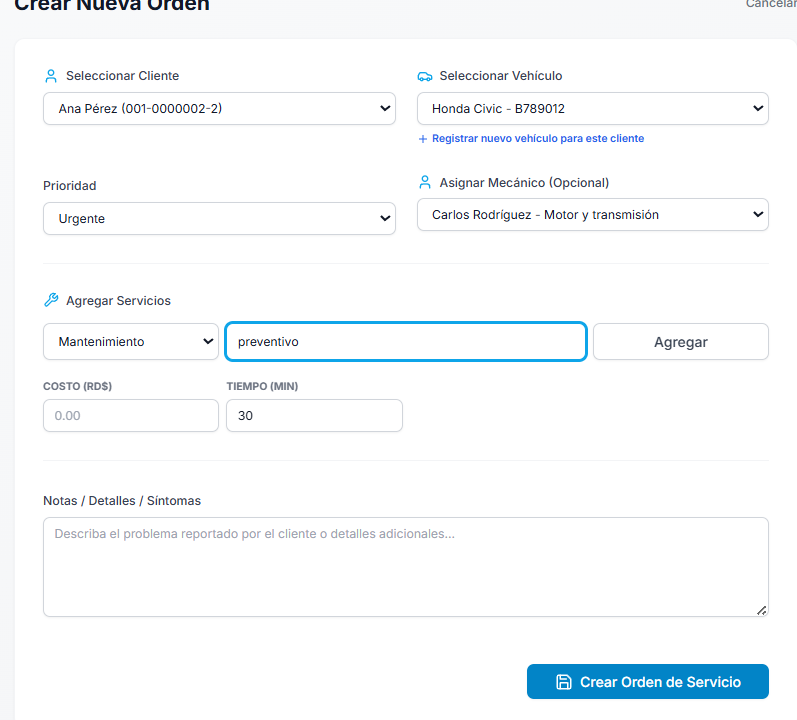 Crear Nueva Orden
Cancelar
Seleccionar Cliente
Seleccionar Vehículo
Ana Pérez (001-0000002-2)
Honda Civic - B789012
+ Registrar nuevo vehículo para este cliente
Prioridad
Asignar Mecánico (Opcional)
Urgente
Carlos Rodríguez - Motor y transmisión
Agregar Servicios
Mantenimiento
preventivo
Agregar
COSTO (RD$)
TIEMPO (MIN)
0.00
30
Notas / Detalles / Síntomas
Describa el problema reportado por el cliente o detalles adicionales...
Crear Orden de Servicio